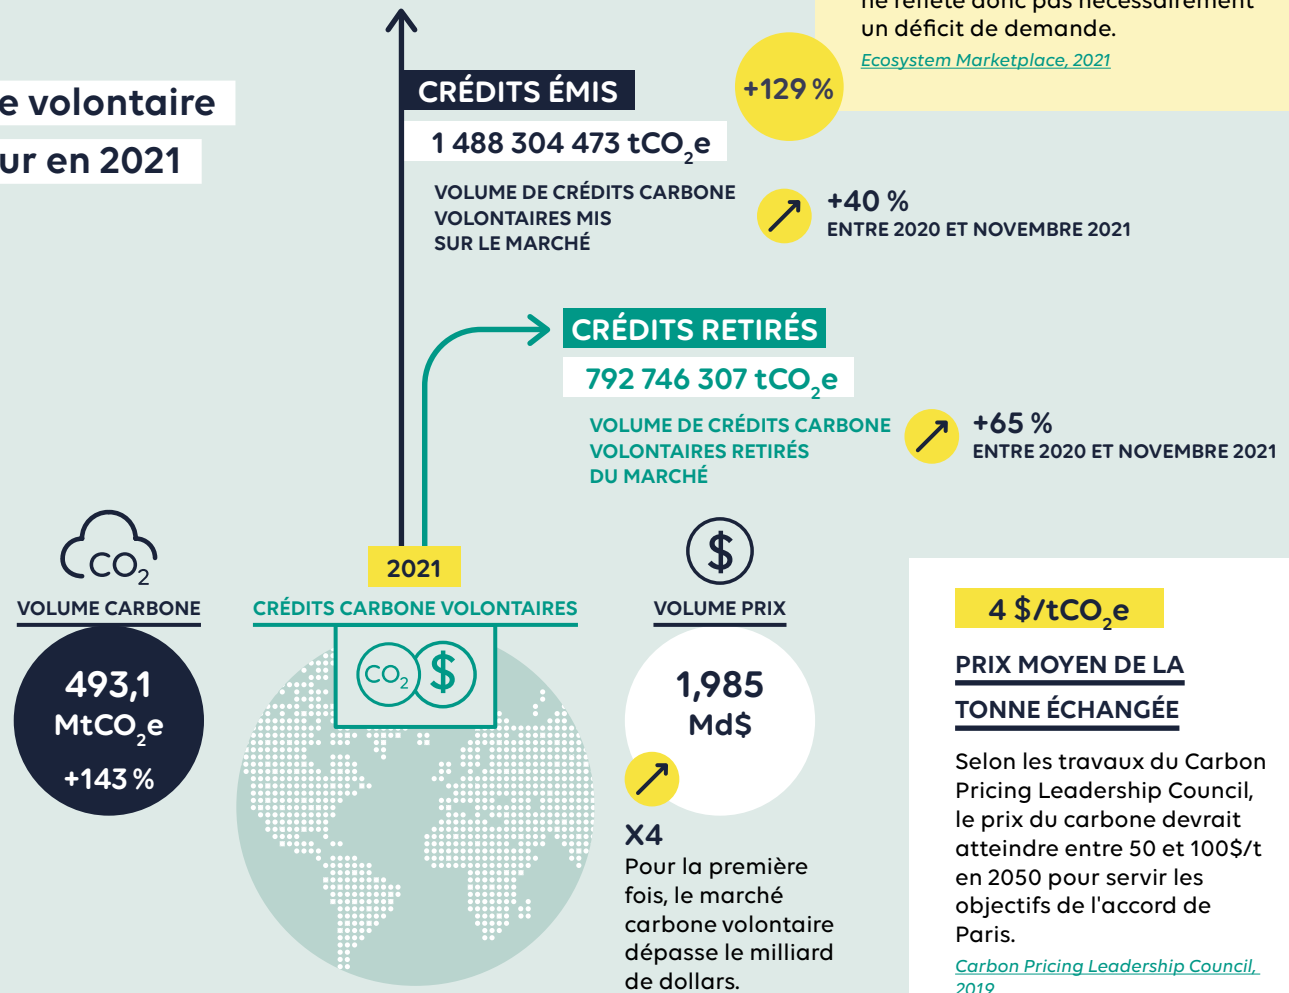 ne reflète donc pas nécessairement
un déficit de demande.
Ecosystem Marketplace, 2021
+129 %
e volontaire
ur en 2021
CRÉDITS ÉMIS
1 488 304 473 tCO₂e
VOLUME DE CRÉDITS CARBONE
VOLONTAIRES MIS
SUR LE MARCHÉ
+40 %
ENTRE 2020 ET NOVEMBRE 2021
CRÉDITS RETIRÉS
792 746 307 tCO₂e
VOLUME DE CRÉDITS CARBONE
VOLONTAIRES RETIRÉS
DU MARCHÉ
+65 %
ENTRE 2020 ET NOVEMBRE 2021
CO₂
VOLUME CARBONE
493,1
MtCO₂e
+143 %
2021
CRÉDITS CARBONE VOLONTAIRES
CO₂ $
$
VOLUME PRIX
1,985
Md$
X4
Pour la première
fois, le marché
carbone volontaire
dépasse le milliard
de dollars.
4 $/tCO₂e
PRIX MOYEN DE LA
TONNE ÉCHANGÉE
Selon les travaux du Carbon
Pricing Leadership Council,
le prix du carbone devrait
atteindre entre 50 et 100$/t
en 2050 pour servir les
objectifs de l'accord de
Paris.
Carbon Pricing Leadership Council,
2019